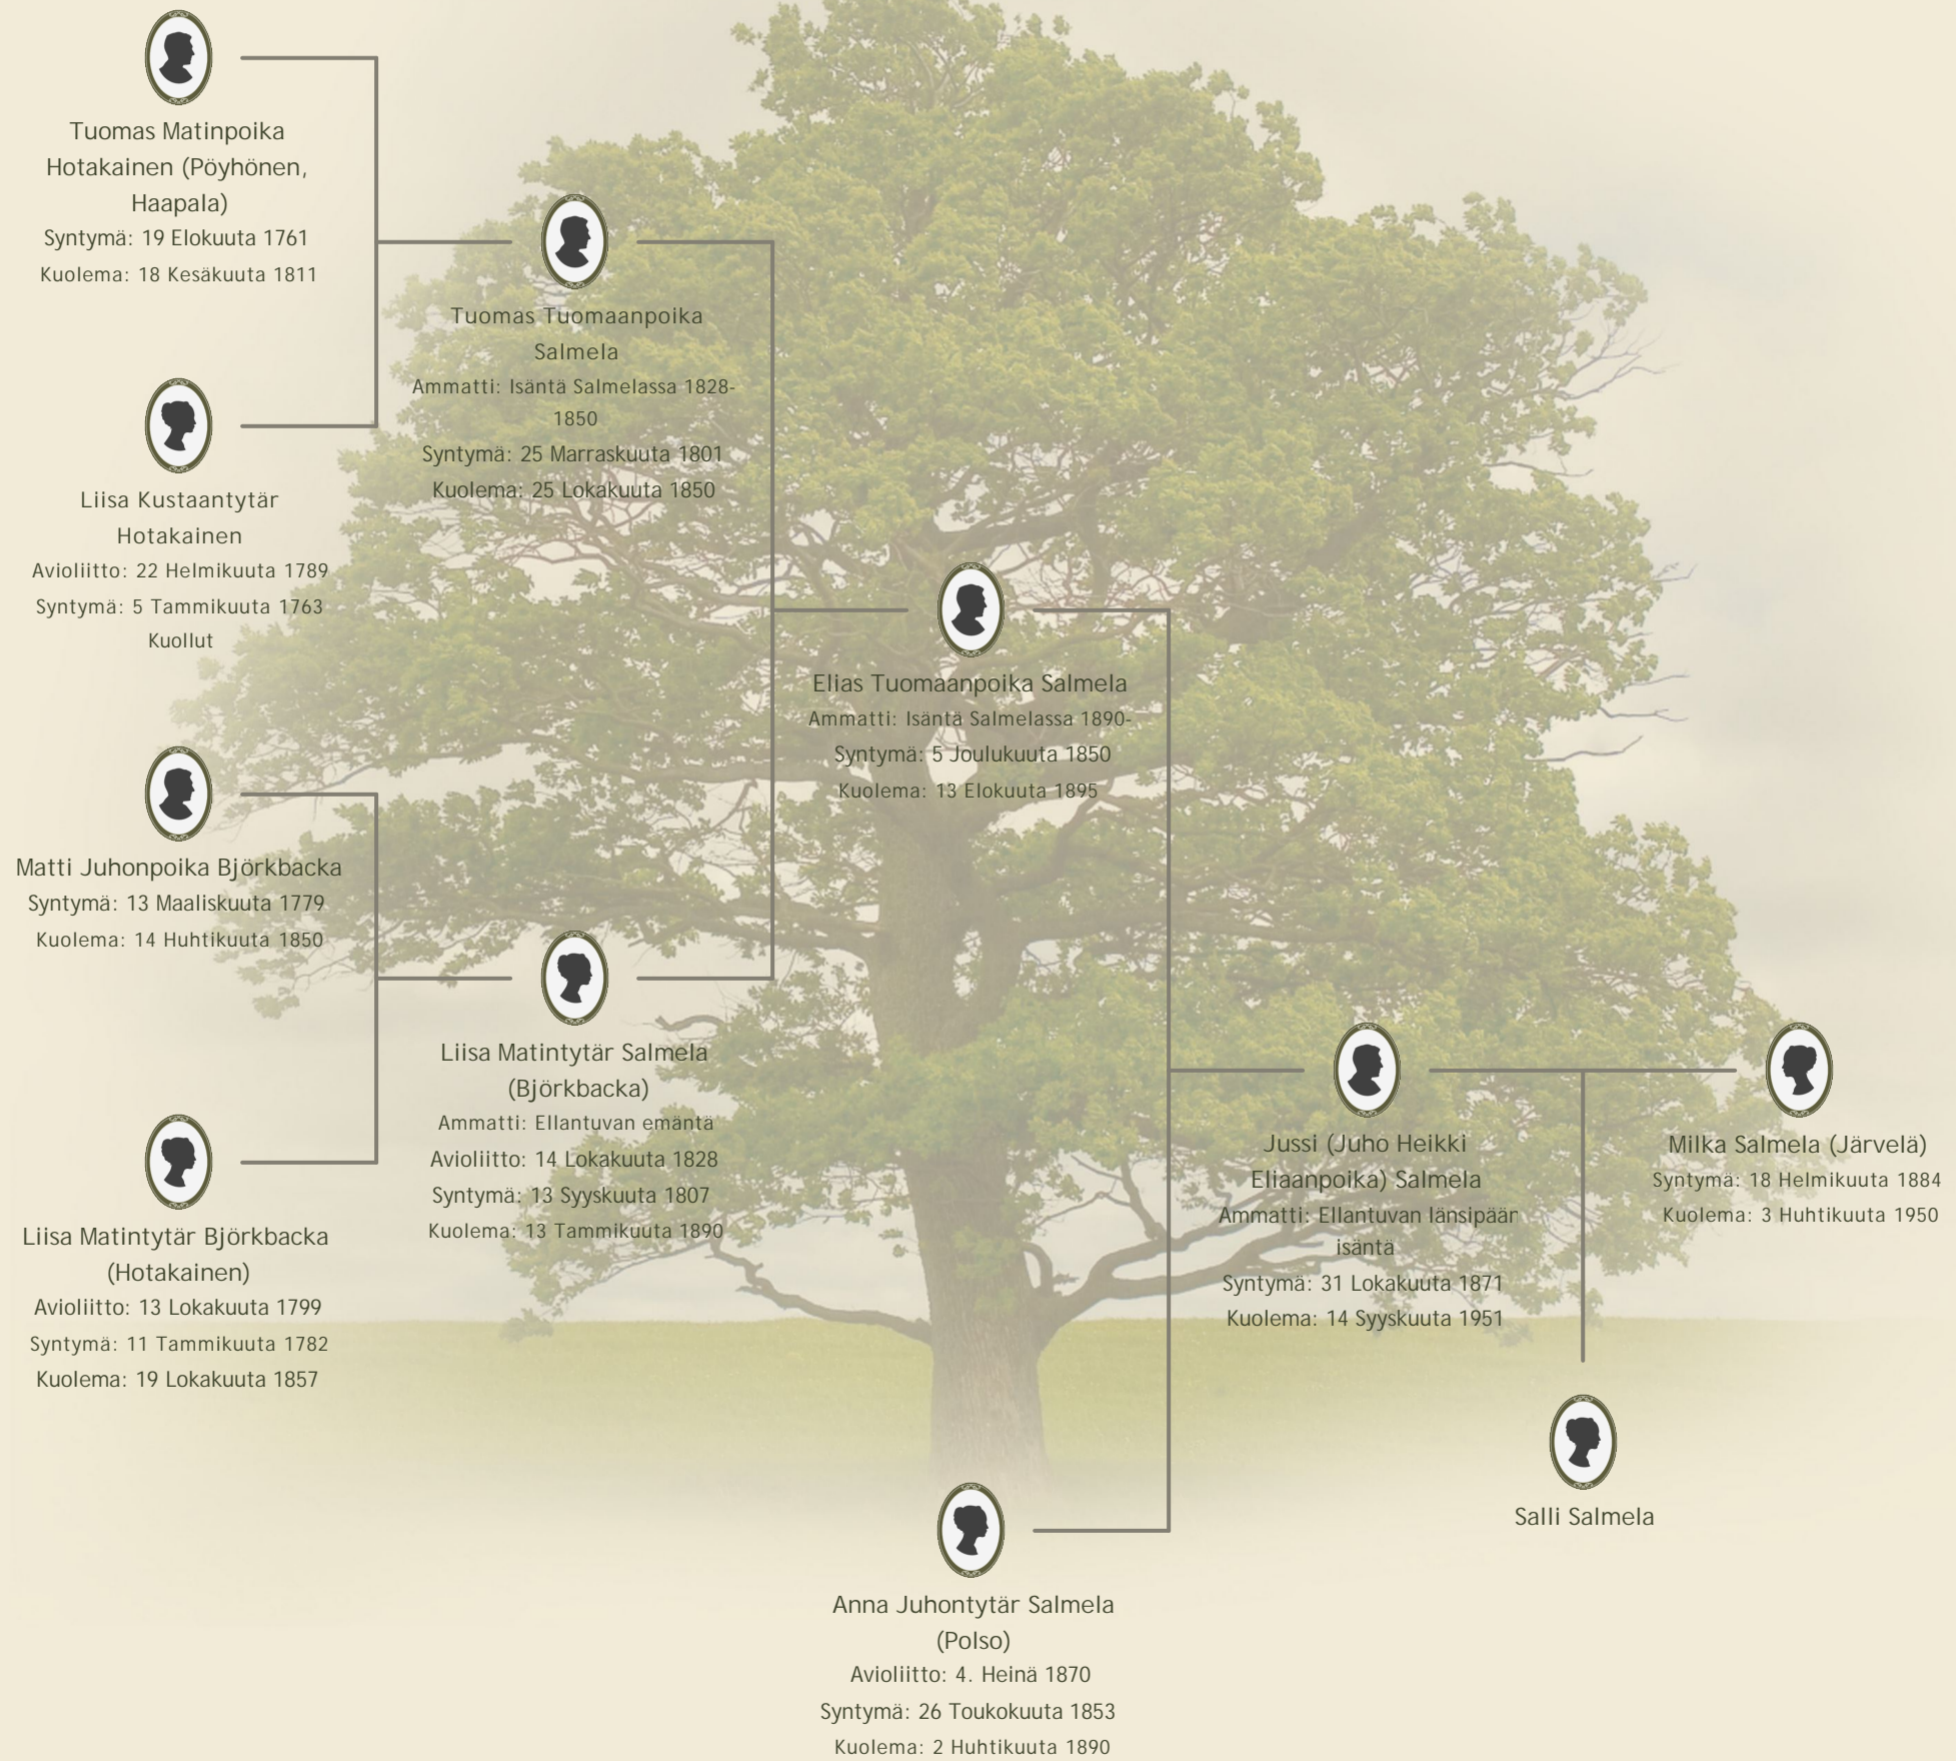 Tuomas Matinpoika
Hotakainen (Pöyhönen,
Haapala)
Syntymä: 19 Elokuuta 1761
Kuolema: 18 Kesäkuuta 1811
Liisa Kustaantytär
Hotakainen
Avioliitto: 22 Helmikuuta 1789
Syntymä: 5 Tammikuuta 1763
Kuollut
Matti Juhonpoika Björkbacka
Syntymä: 13 Maaliskuuta 1779
Kuolema: 14 Huhtikuuta 1850
Liisa Matintytär Björkbacka
(Hotakainen)
Avioliitto: 13 Lokakuuta 1799
Syntymä: 11 Tammikuuta 1782
Kuolema: 19 Lokakuuta 1857
Tuomas Tuomaanpoika
Salmela
Ammatti: Isäntä Salmelassa 1828-
1850
Syntymä: 25 Marraskuuta 1801
Kuolema: 25 Lokakuuta 1850
Liisa Matintytär Salmela
(Björkbacka)
Ammatti: Ellantuvan emäntä
Avioliitto: 14 Lokakuuta 1828
Syntymä: 13 Syyskuuta 1807
Kuolema: 13 Tammikuuta 1890
Elias Tuomaanpoika Salmela
Ammatti: Isäntä Salmelassa 1890-
Syntymä: 5 Joulukuuta 1850
Kuolema: 13 Elokuuta 1895
Anna Juhontytär Salmela
(Polso)
Avioliitto: 4. Heinä 1870
Syntymä: 26 Toukokuuta 1853
Kuolema: 2 Huhtikuuta 1890
Jussi (Juho Heikki
Eliaanpoika) Salmela
Ammatti: Ellantuvan länsipään
isäntä
Syntymä: 31 Lokakuuta 1871
Kuolema: 14 Syyskuuta 1951
Milka Salmela (Järvelä)
Syntymä: 18 Helmikuuta 1884
Kuolema: 3 Huhtikuuta 1950
Salli Salmela